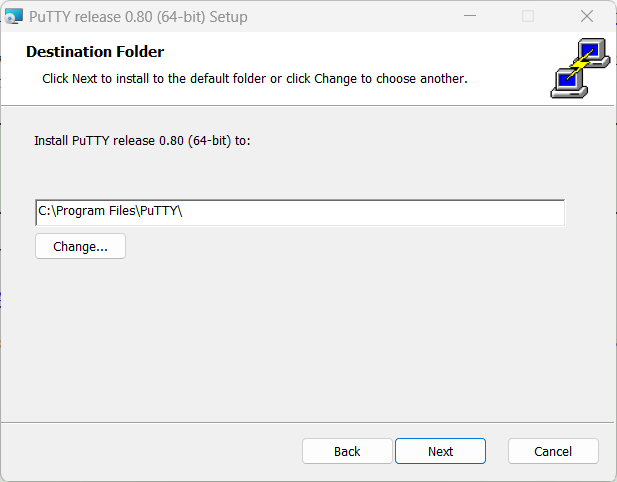 PuTTY release 0.80 (64-bit) Setup
Destination Folder
Click Next to install to the default folder or click Change to choose another.
Install PuTTY release 0.80 (64-bit) to:
C:\Program Files\PuTTY\
Change...
Back
Next
Cancel